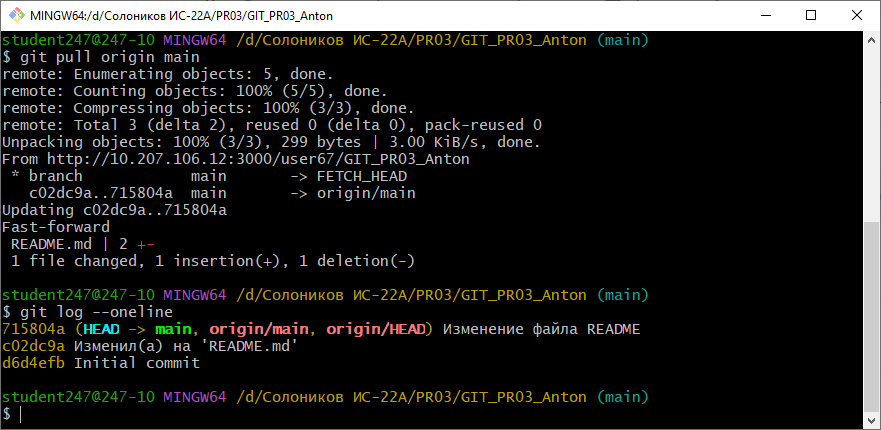 MINGW64:/d/Солоников ИС-22А/PR03/GIT_PR03_Anton
student247@247-10 MINGW64 /d/Солоников ИС-22А/PR03/GIT_PR03_Anton (main)
$ git pull origin main
remote: Enumerating objects: 5, done.
remote: Counting objects: 100% (5/5), done.
remote: Compressing objects: 100% (3/3), done.
remote: Total 3 (delta 2), reused 0 (delta 0), pack-reused 0
Unpacking objects: 100% (3/3), 299 bytes | 3.00 KiB/s, done.
From http://10.207.106.12:3000/user67/GIT_PR03_Anton
 * branch            main       -> FETCH_HEAD
   c02dc9a..715804a  main       -> origin/main
Updating c02dc9a..715804a
Fast-forward
 README.md | 2 +-
 1 file changed, 1 insertion(+), 1 deletion(-)
student247@247-10 MINGW64 /d/Солоников ИС-22А/PR03/GIT_PR03_Anton (main)
$ git log --oneline
715804a (HEAD -> main, origin/main, origin/HEAD) Изменение файла README
c02dc9a Изменил(а) на 'README.md'
d6d4efb Initial commit
student247@247-10 MINGW64 /d/Солоников ИС-22А/PR03/GIT_PR03_Anton (main)
$